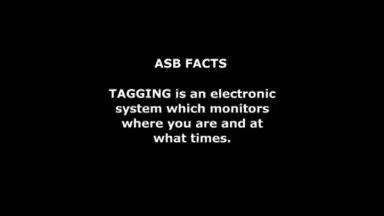 ASB FACTS
TAGGING is an electronic
system which monitors
where you are and at
what times.